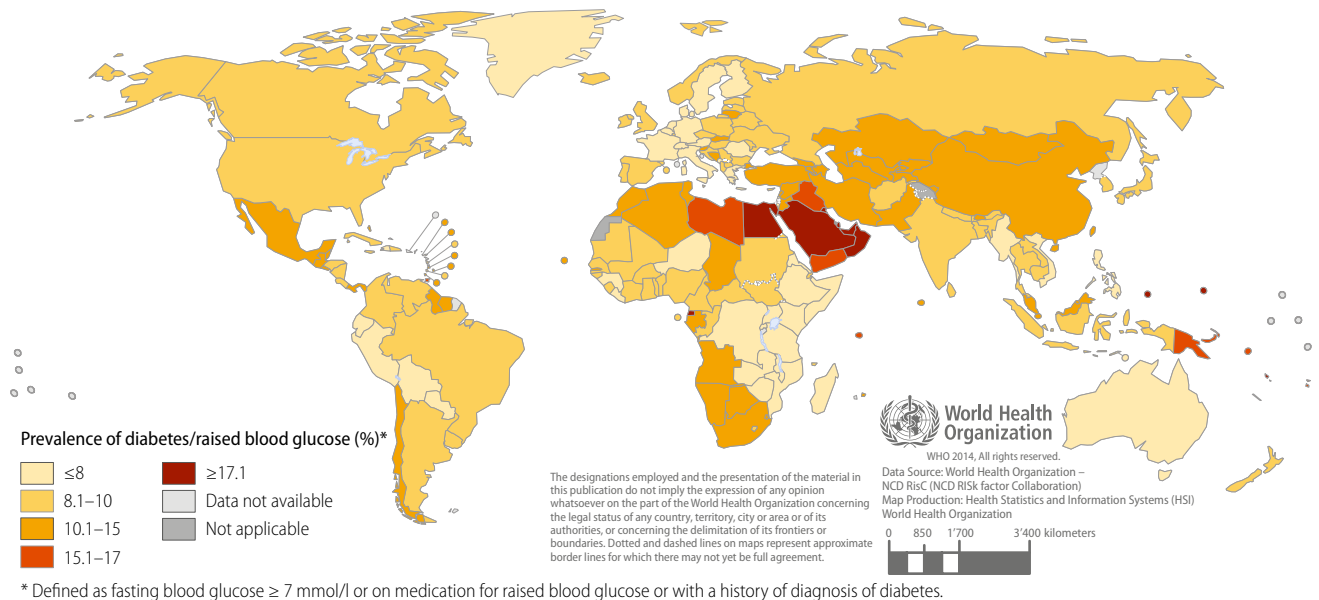 Prevalence of diabetes/raised blood glucose (%)*
≤8
8.1–10
10.1–15
15.1–17
≥17.1
Data not available
Not applicable
The designations employed and the presentation of the material in
this publication do not imply the expression of any opinion
whatsoever on the part of the World Health Organization concerning
the legal status of any country, territory, city or area or of its
authorities, or concerning the delimitation of its frontiers or
boundaries. Dotted and dashed lines on maps represent approximate
border lines for which there may not yet be full agreement.
World Health
Organization
WHO 2014, All rights reserved.
Data Source: World Health Organization –
NCD RisC (NCD RISk factor Collaboration)
Map Production: Health Statistics and Information Systems (HSI)
World Health Organization
0 850 1'700 3'400 kilometers
* Defined as fasting blood glucose ≥ 7 mmol/l or on medication for raised blood glucose or with a history of diagnosis of diabetes.